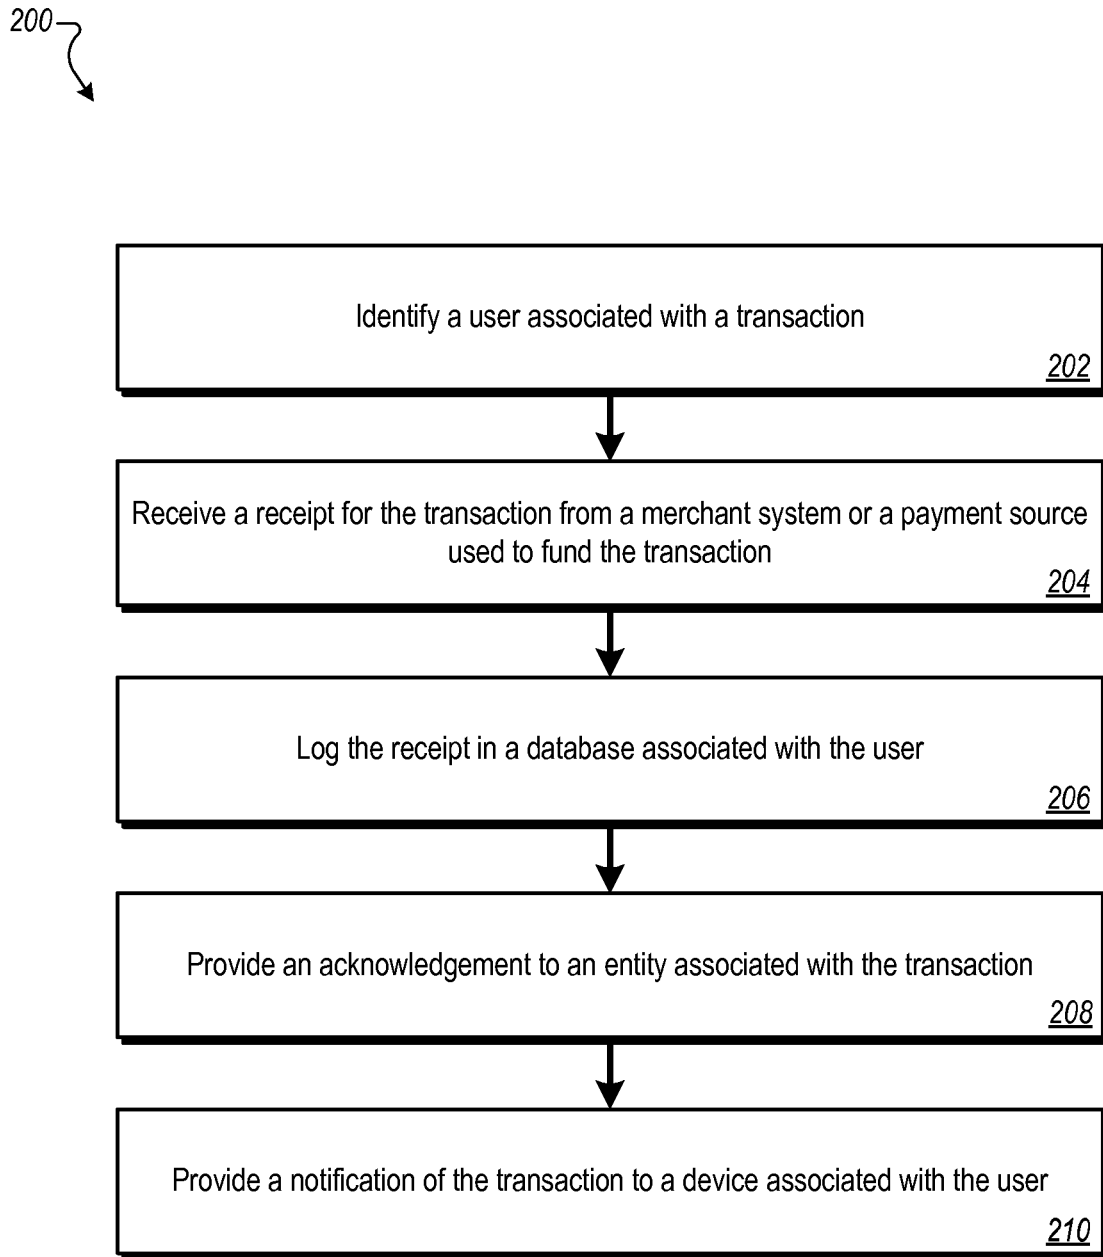 200
Identify a user associated with a transaction
202
Receive a receipt for the transaction from a merchant system or a payment source
used to fund the transaction
204
Log the receipt in a database associated with the user
206
Provide an acknowledgement to an entity associated with the transaction
208
Provide a notification of the transaction to a device associated with the user
210